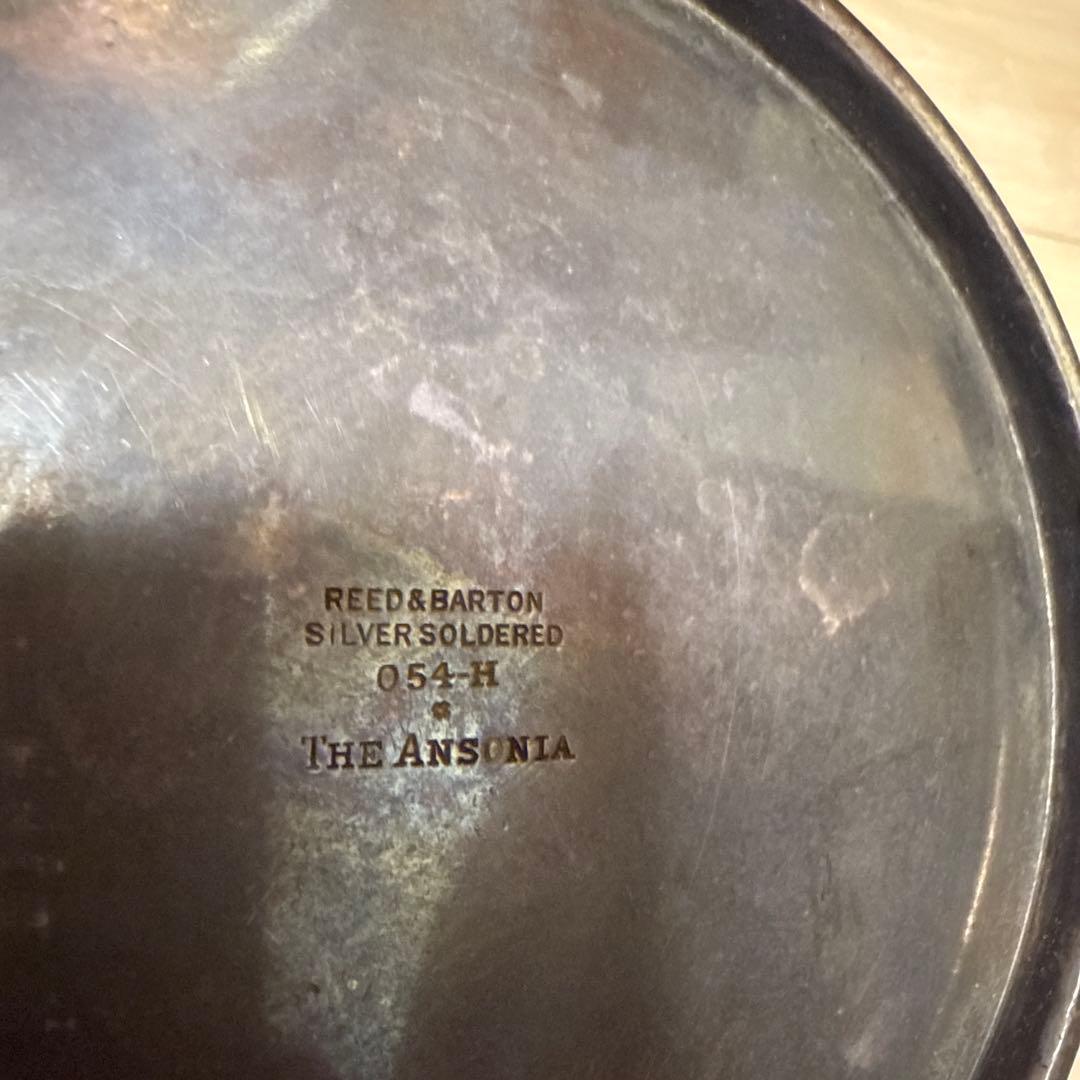 REED & BARTON
SILVER SOLDERED
054-H
THE ANSONIA